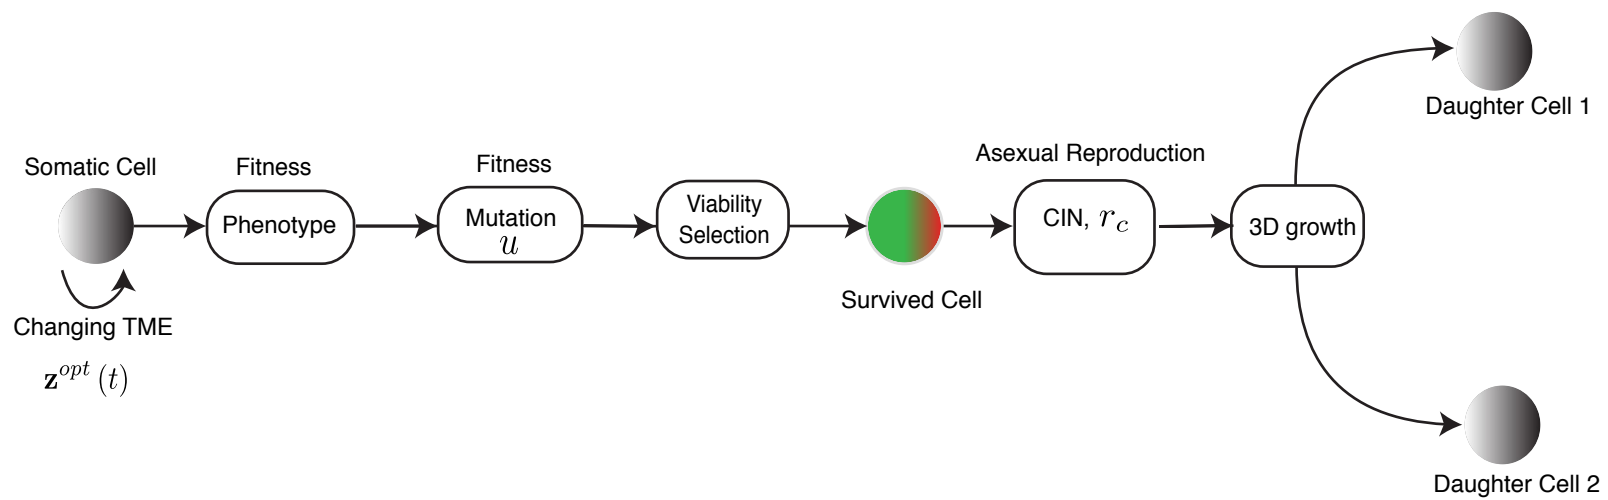 Somatic Cell
Changing TME
z^{opt} (t)
Fitness
Phenotype
Fitness
Mutation
u
Viability
Selection
Survived Cell
Asexual Reproduction
CIN, r_c
3D growth
Daughter Cell 1
Daughter Cell 2